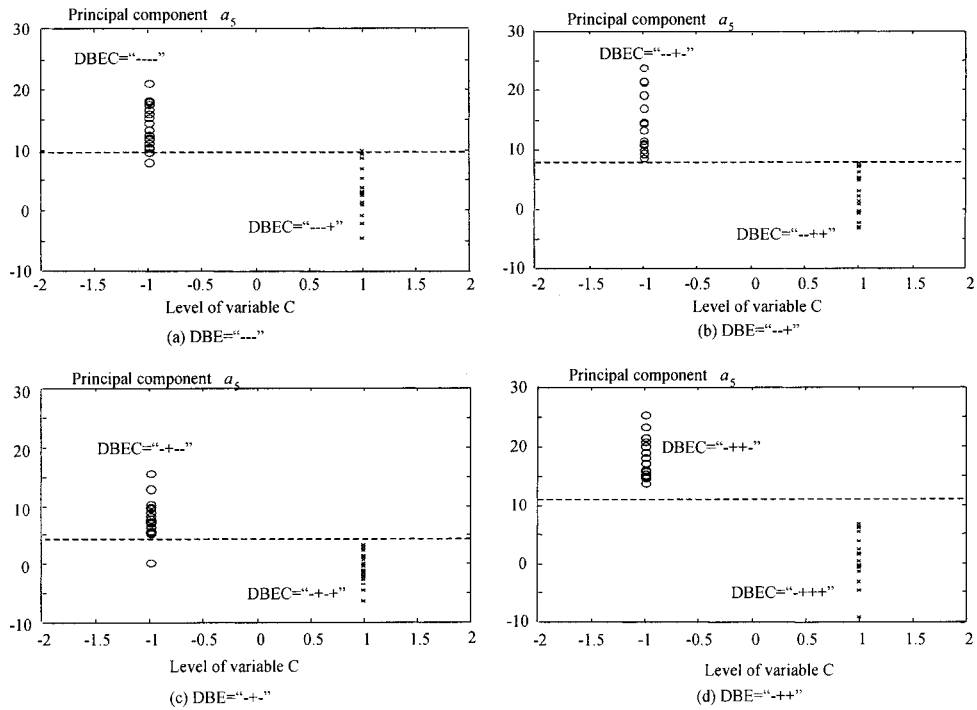 Principal component a5
30
20
10
0
-10
-2
-1.5
-1
-0.5
0
0.5
1
1.5
2
DBEC="----"
DBEC="---+"
Level of variable C
(a) DBE="---"
Principal component a5
30
20
10
0
-10
-2
-1.5
-1
-0.5
0
0.5
1
1.5
2
DBEC="--+-"
DBEC="--++"
Level of variable C
(b) DBE="--+"
Principal component a5
30
20
10
0
-10
-2
-1.5
-1
-0.5
0
0.5
1
1.5
2
DBEC="-+--"
DBEC="-+-+"
Level of variable C
(c) DBE="-+-"
Principal component a5
30
20
10
0
-10
-2
-1.5
-1
-0.5
0
0.5
1
1.5
2
DBEC="-++-"
DBEC="-+++"
Level of variable C
(d) DBE="-++"